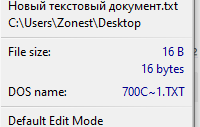 Новый текстовый документ.txt
C:\Users\Zonest\Desktop
File size: 16 B
16 bytes
DOS name: 700C~1.TXT
Default Edit Mode